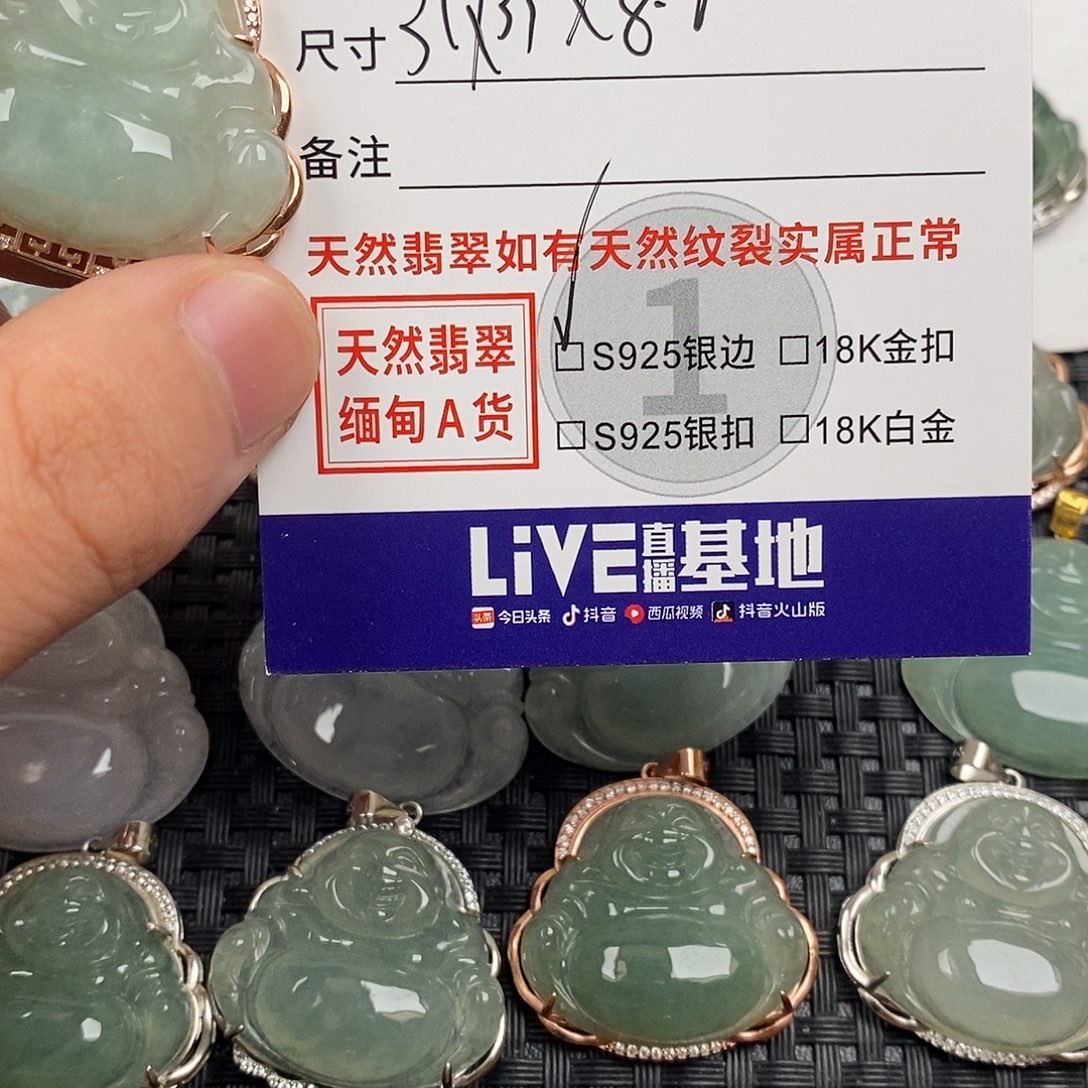 尺寸
备注
天然翡翠如有天然纹裂实属正常
天然翡翠
缅甸A货
1
□S925银边 □18K金扣
□S925银扣 □18K白金
LiVE直播基地
头条 今日头条 抖音 西瓜视频 抖音火山版